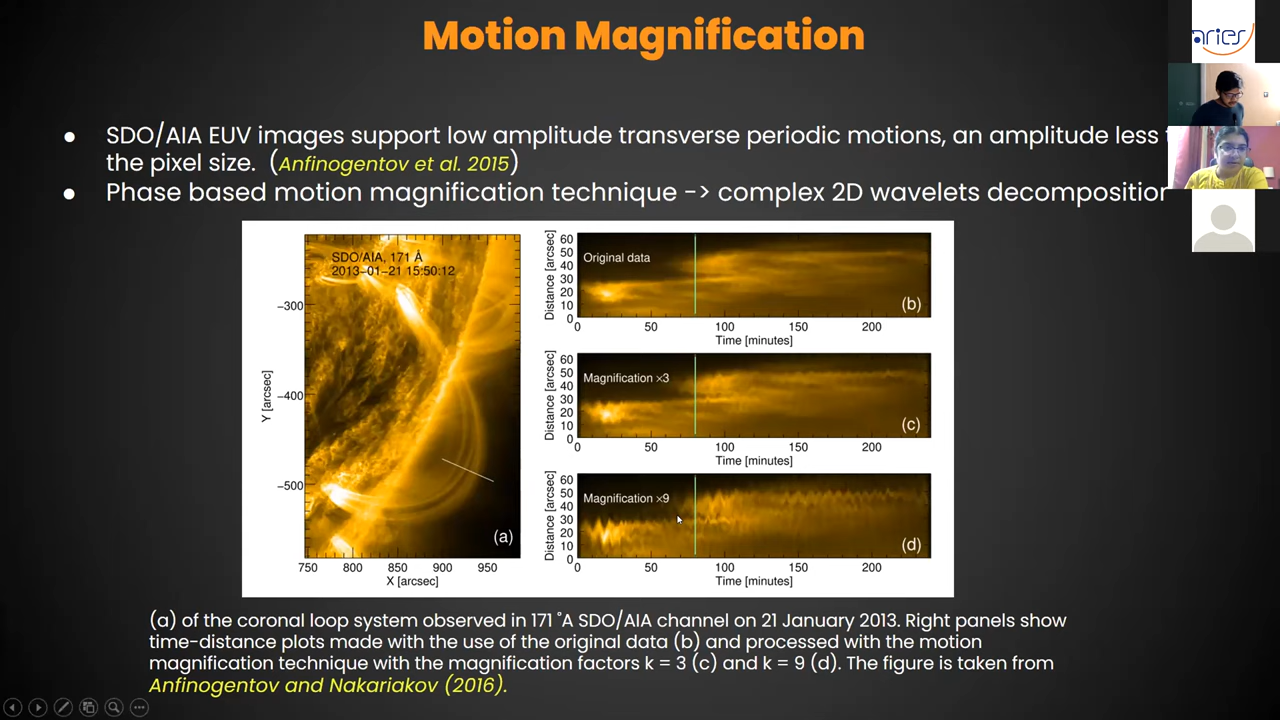 Motion Magnification
aries
● SDO/AIA EUV images support low amplitude transverse periodic motions, an amplitude less
the pixel size. (Anfinogentov et al. 2015)
● Phase based motion magnification technique -> complex 2D wavelets decomposition
SDO/AIA, 171 Å
2013-01-21 15:50:12
Y [arcsec]
-300
-400
-500
(a)
750 800 850 900 950
X [arcsec]
Distance [arcsec]
60
50
40
30
20
10
0
Original data
(b)
0 50 100 150 200
Time [minutes]
Distance [arcsec]
60
50
40
30
20
10
0
Magnification ×3
(c)
0 50 100 150 200
Time [minutes]
Distance [arcsec]
60
50
40
30
20
10
0
Magnification ×9
(d)
0 50 100 150 200
Time [minutes]
(a) of the coronal loop system observed in 171 °A SDO/AIA channel on 21 January 2013. Right panels show
time-distance plots made with the use of the original data (b) and processed with the motion
magnification technique with the magnification factors k = 3 (c) and k = 9 (d). The figure is taken from
Anfinogentov and Nakariakov (2016).